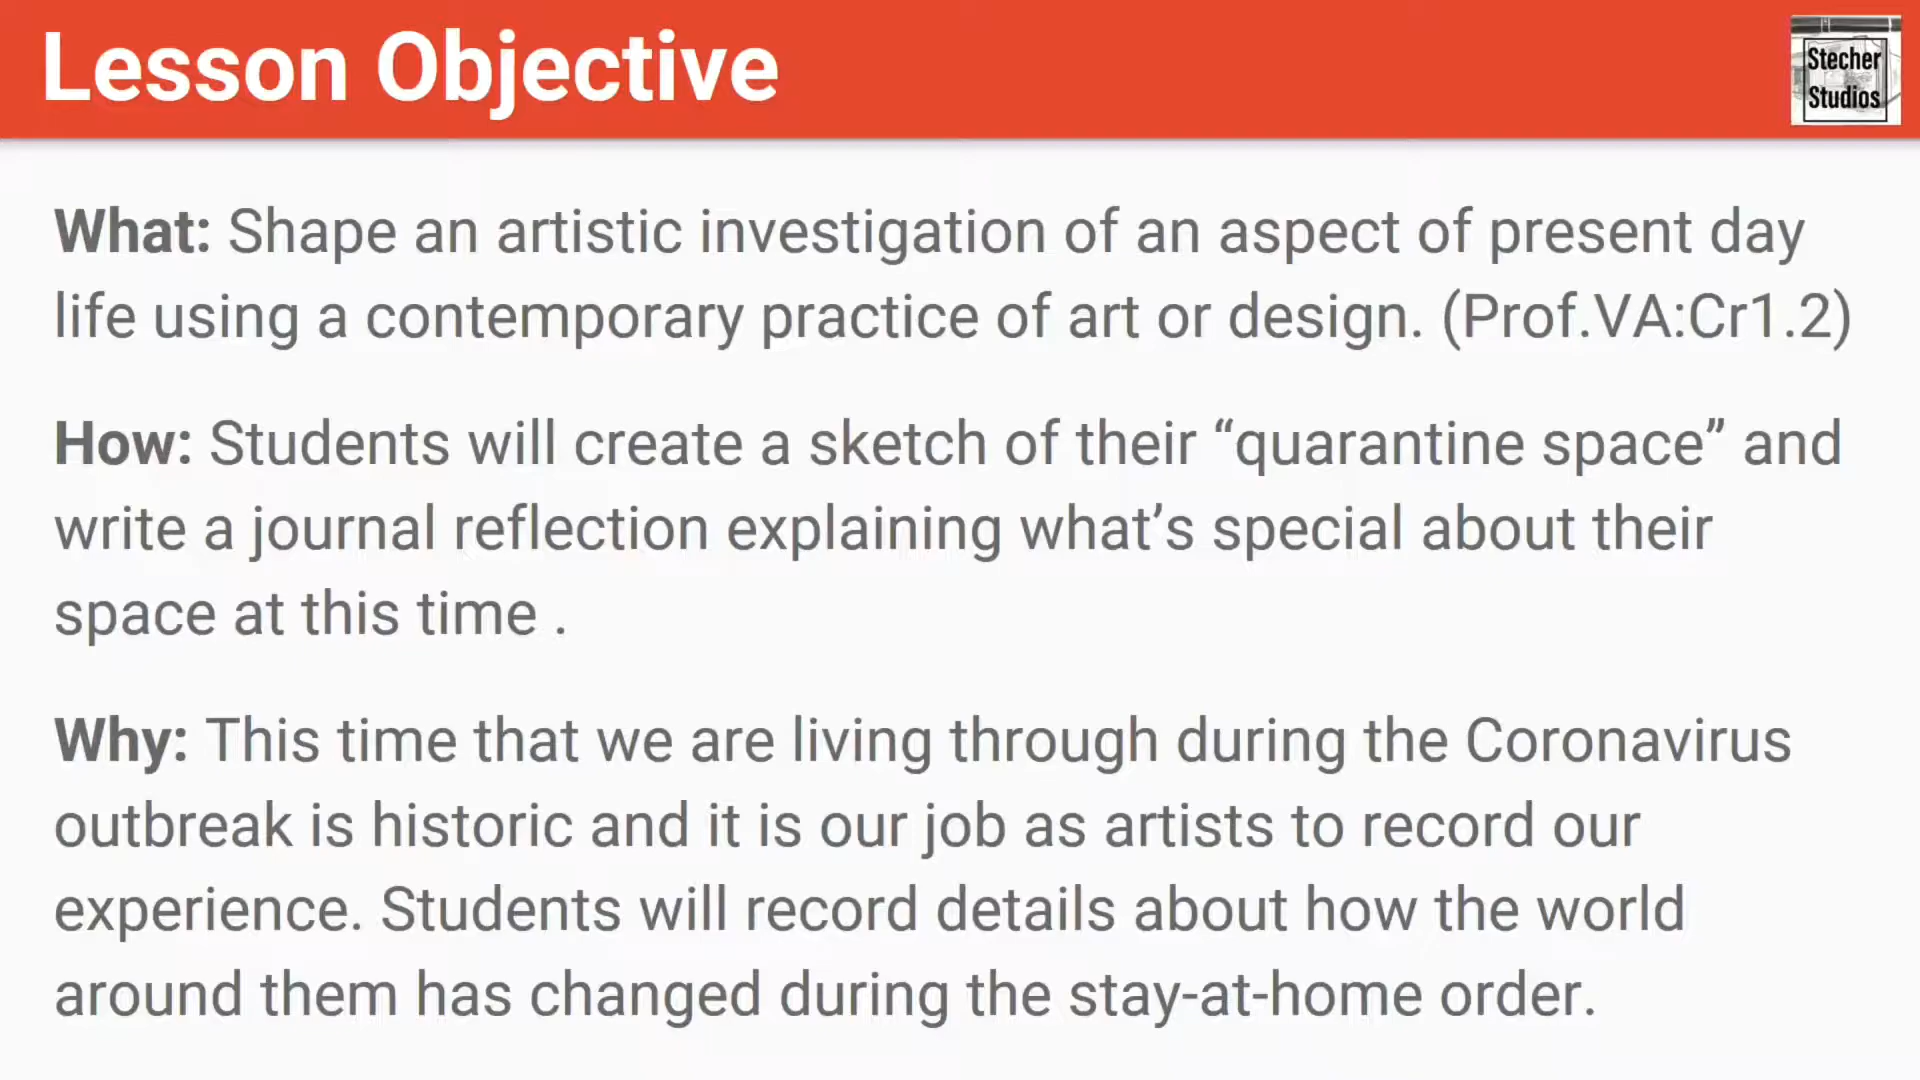 Lesson Objective
Stecher
Studios
What: Shape an artistic investigation of an aspect of present day
life using a contemporary practice of art or design. (Prof.VA:Cr1.2)
How: Students will create a sketch of their “quarantine space” and
write a journal reflection explaining what’s special about their
space at this time .
Why: This time that we are living through during the Coronavirus
outbreak is historic and it is our job as artists to record our
experience. Students will record details about how the world
around them has changed during the stay-at-home order.